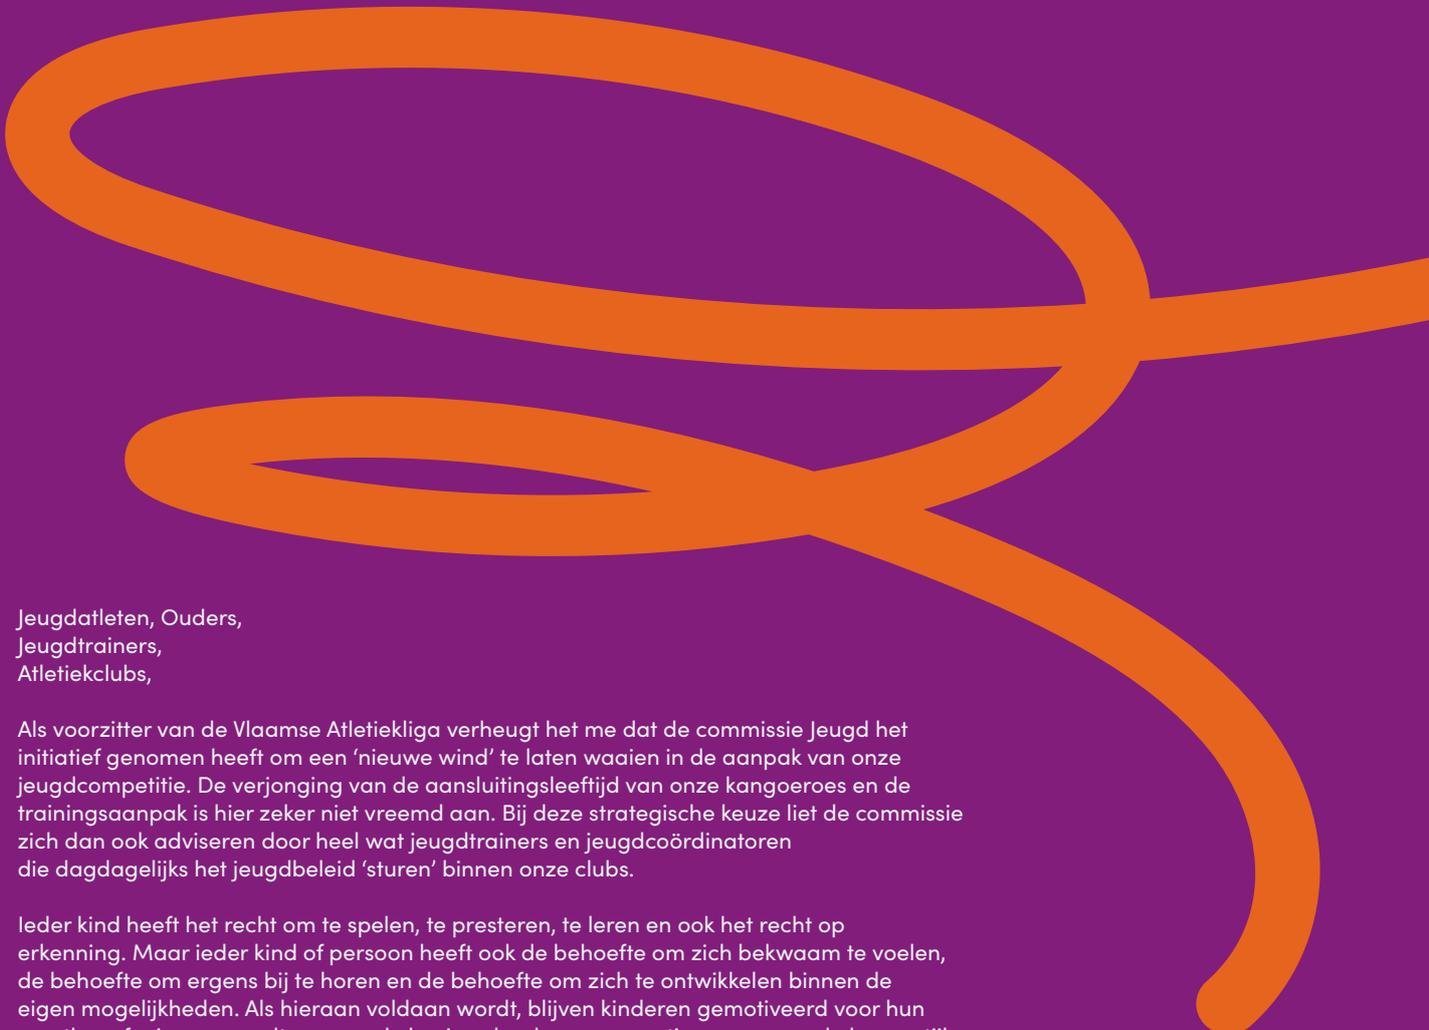 Jeugdatleten, Ouders,
Jeugdtrainers,
Atletiekclubs,
Als voorzitter van de Vlaamse Atletiekliga verheugt het me dat de commissie Jeugd het
initiatief genomen heeft om een ‘nieuwe wind’ te laten waaien in de aanpak van onze
jeugdcompetitie. De verjonging van de aansluitingsleeftijd van onze kangoeroes en de
trainingsaanpak is hier zeker niet vreemd aan. Bij deze strategische keuze liet de commissie
zich dan ook adviseren door heel wat jeugdtrainers en jeugdcoördinatoren
die dagdagelijks het jeugdbeleid ‘sturen’ binnen onze clubs.
Ieder kind heeft het recht om te spelen, te presteren, te leren en ook het recht op
erkenning. Maar ieder kind of persoon heeft ook de behoefte om zich bekwaam te voelen,
de behoefte om ergens bij te horen en de behoefte om zich te ontwikkelen binnen de
eigen mogelijkheden. Als hieraan voldaan wordt, blijven kinderen gemotiveerd voor hun